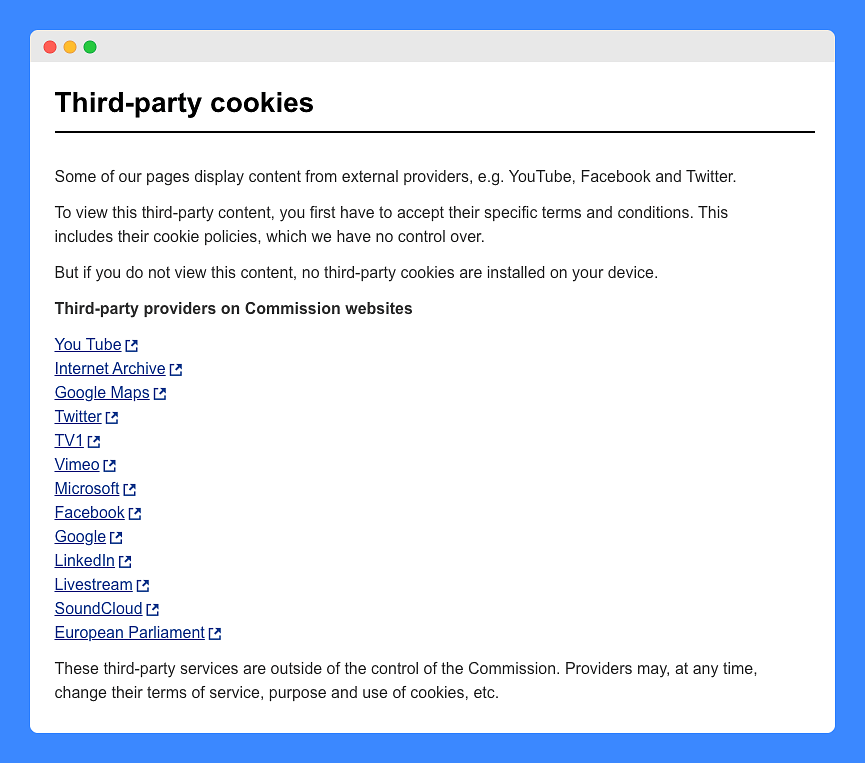 Third-party cookies
Some of our pages display content from external providers, e.g. YouTube, Facebook and Twitter.
To view this third-party content, you first have to accept their specific terms and conditions. This
includes their cookie policies, which we have no control over.
But if you do not view this content, no third-party cookies are installed on your device.
Third-party providers on Commission websites
You Tube
Internet Archive
Google Maps
Twitter
TV1
Vimeo
Microsoft
Facebook
Google
LinkedIn
Livestream
SoundCloud
European Parliament
These third-party services are outside of the control of the Commission. Providers may, at any time,
change their terms of service, purpose and use of cookies, etc.